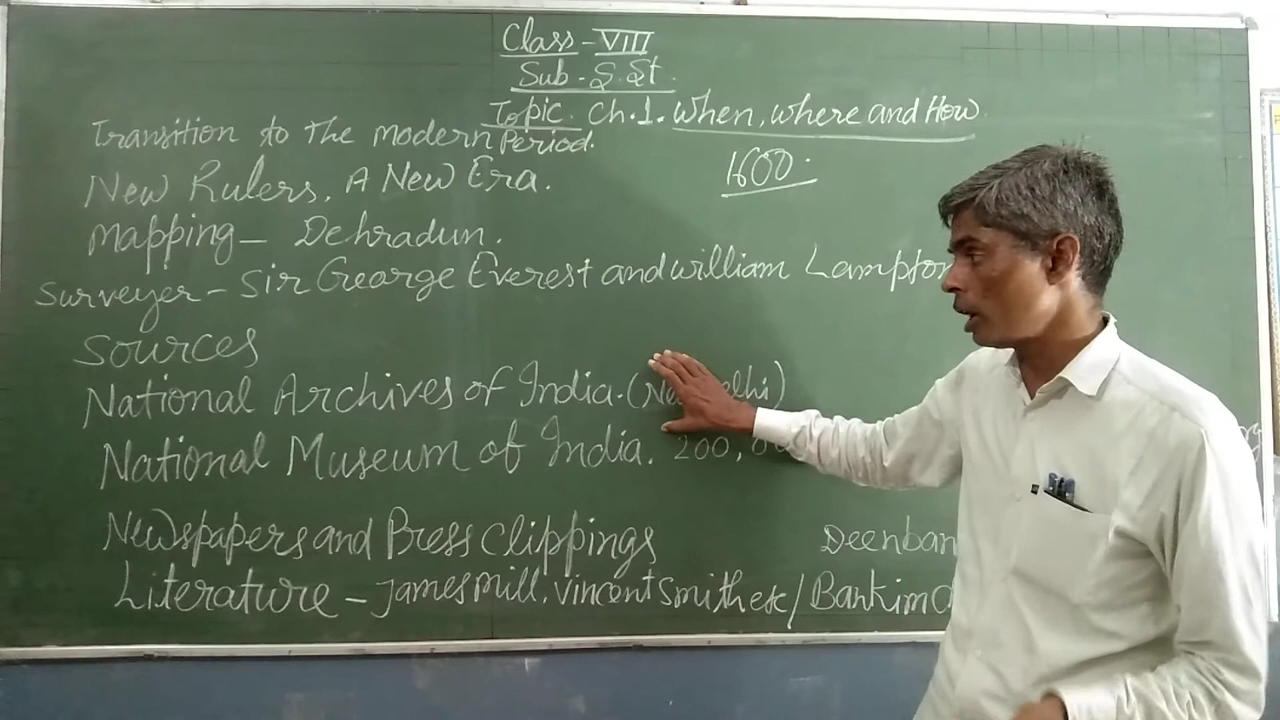 Class - VIII
Sub - S. St.
Topic. Ch. 1. When, where and How.
Transition to the modern Period.
1600.
New Rulers, A New Era.
Mapping - Dehradun.
Surveyer - Sir Gearge Everest and william Lampton
Sources
National Archives of India. (
National Museum of India. 200,
Newspapers and Press Clippings
Deenban
Literature - James mill, vincent Smith etc / Bankim